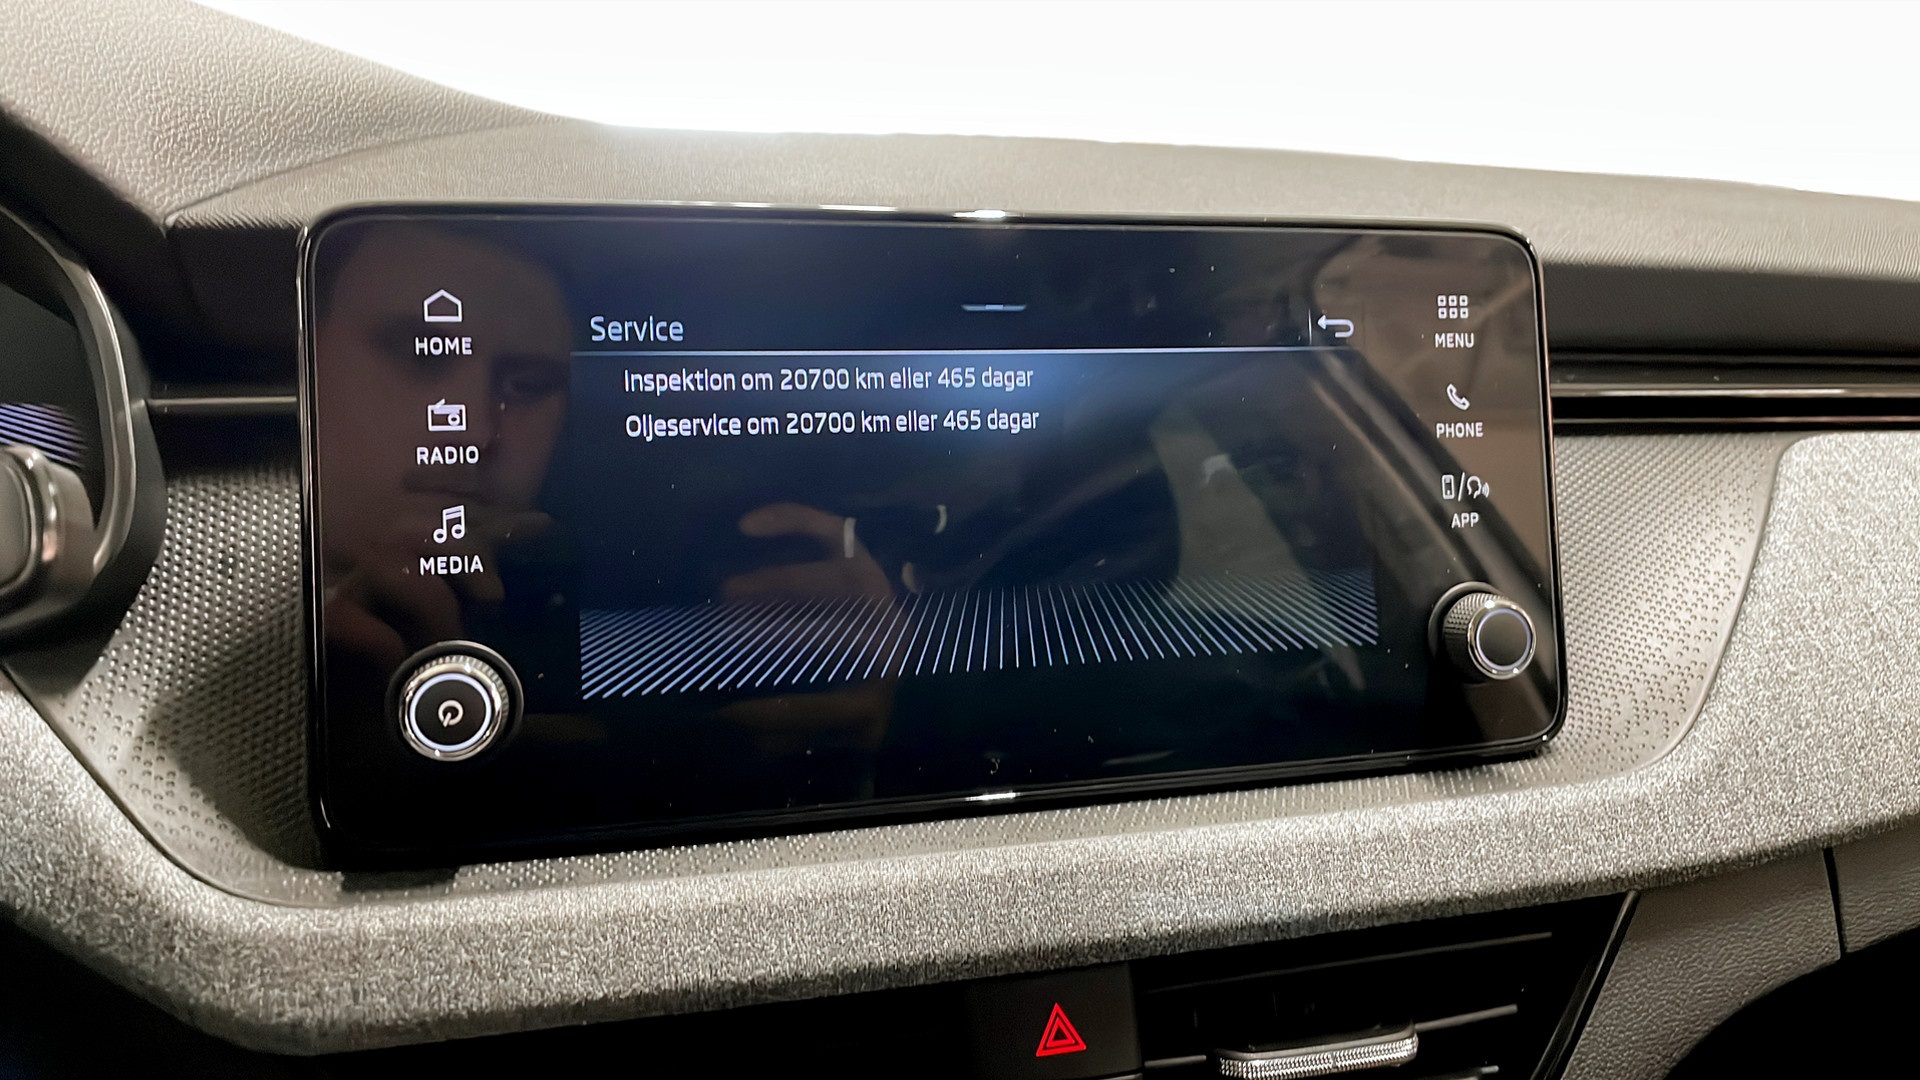 HOME
RADIO
MEDIA
Service
Inspektion om 20700 km eller 465 dagar
Oljeservice om 20700 km eller 465 dagar
MENU
PHONE
APP